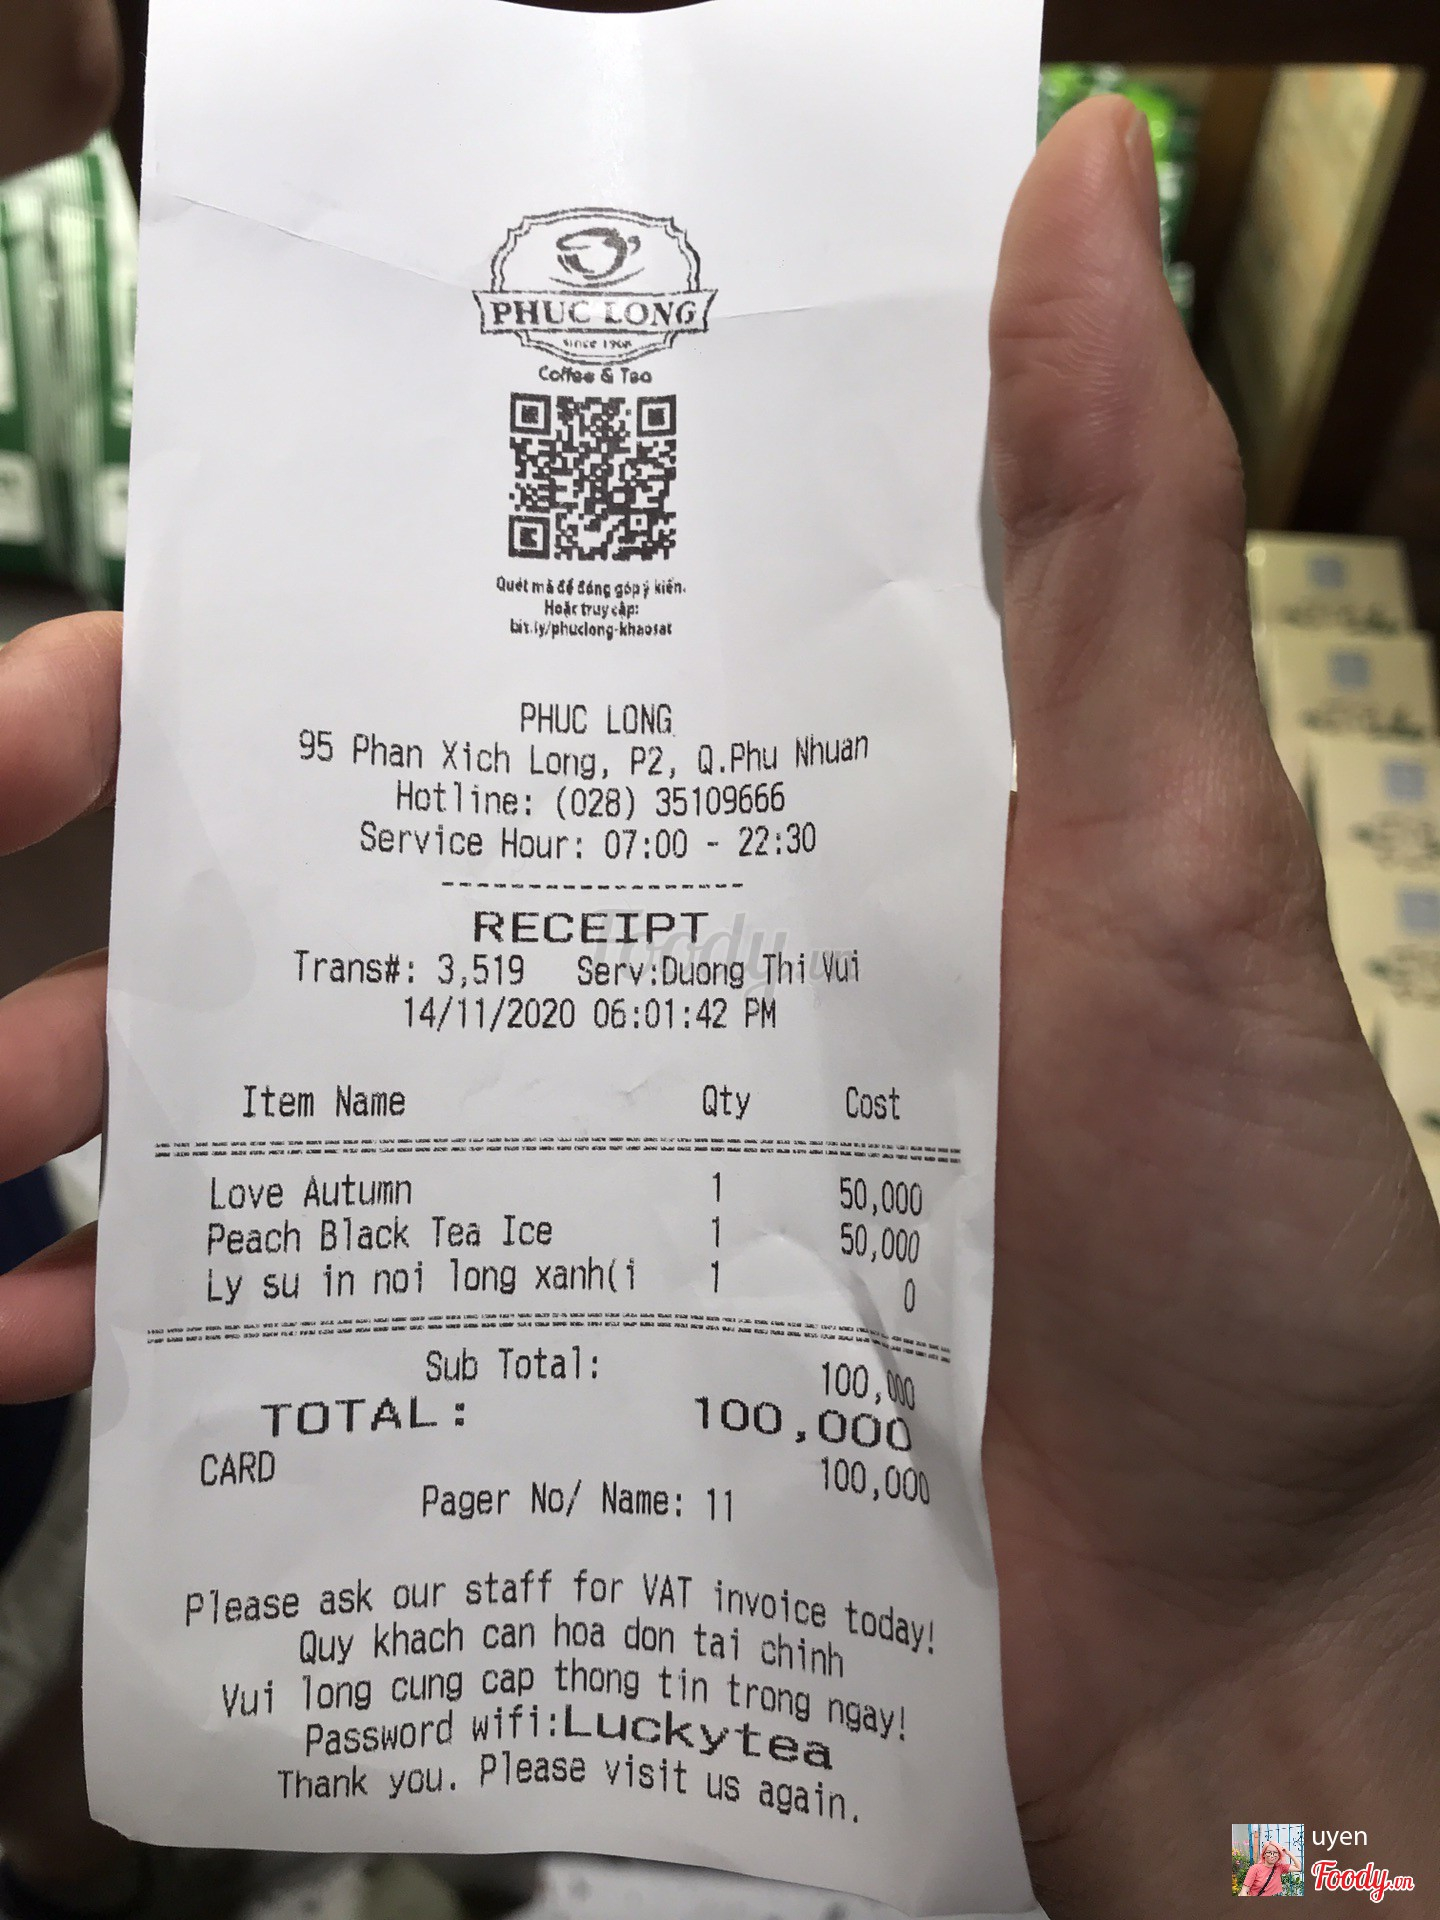 PHUC LONG
since 1968
Coffee & Tea
Quét mã để đóng góp ý kiến.
Hoặc truy cập:
bit.ly/phuclong-khaosat
PHUC LONG
95 Phan Xich Long, P2, Q.Phu Nhuan
Hotline: (028) 35109666
Service Hour: 07:00 - 22:30
RECEIPT
Foody.vn
Trans#: 3,519 Serv:Duong Thi Vui
14/11/2020 06:01:42 PM
Item Name Qty Cost
Love Autumn 1 50,000
Peach Black Tea Ice 1 50,000
Ly su in noi long xanh(i 1 0
Sub Total: 100,000
TOTAL: 100,000
CARD 100,000
Pager No/ Name: 11
Please ask our staff for VAT invoice today!
Quy khach can hoa don tai chinh
Vui long cung cap thong tin trong ngay!
Password wifi:Luckytea
Thank you. Please visit us again.
uyen
Foody.vn